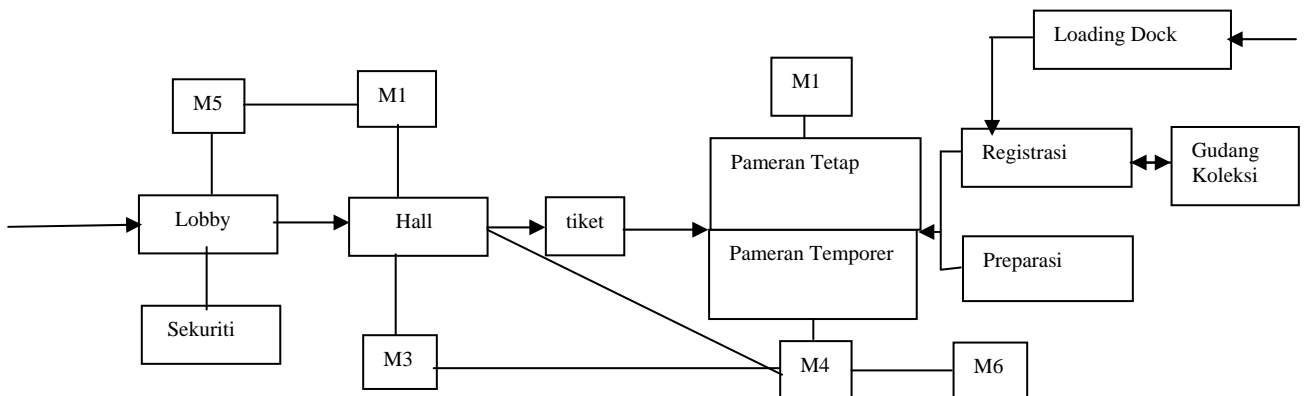 Loading Dock
M5
M1
M1
Pameran Tetap
Registrasi
Gudang
Koleksi
Lobby
Hall
tiket
Pameran Temporer
Preparasi
Sekuriti
M3
M4
M6